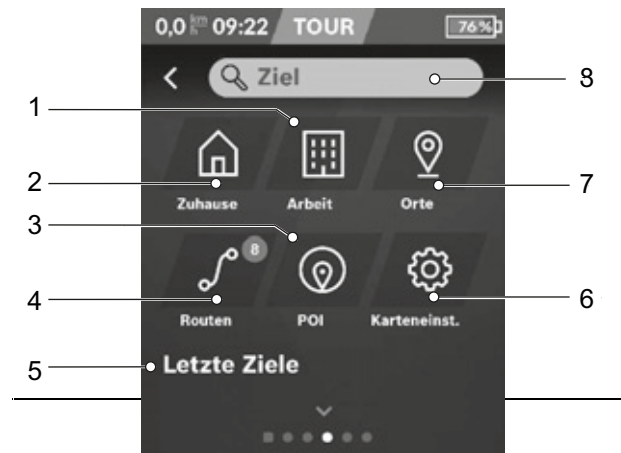 0,0 km/h 09:22 TOUR 76%
Ziel 8
1
2 7
Zuhause Arbeit Orte
3
8
4 6
Routen POI Karteneinst.
5 Letzte Ziele